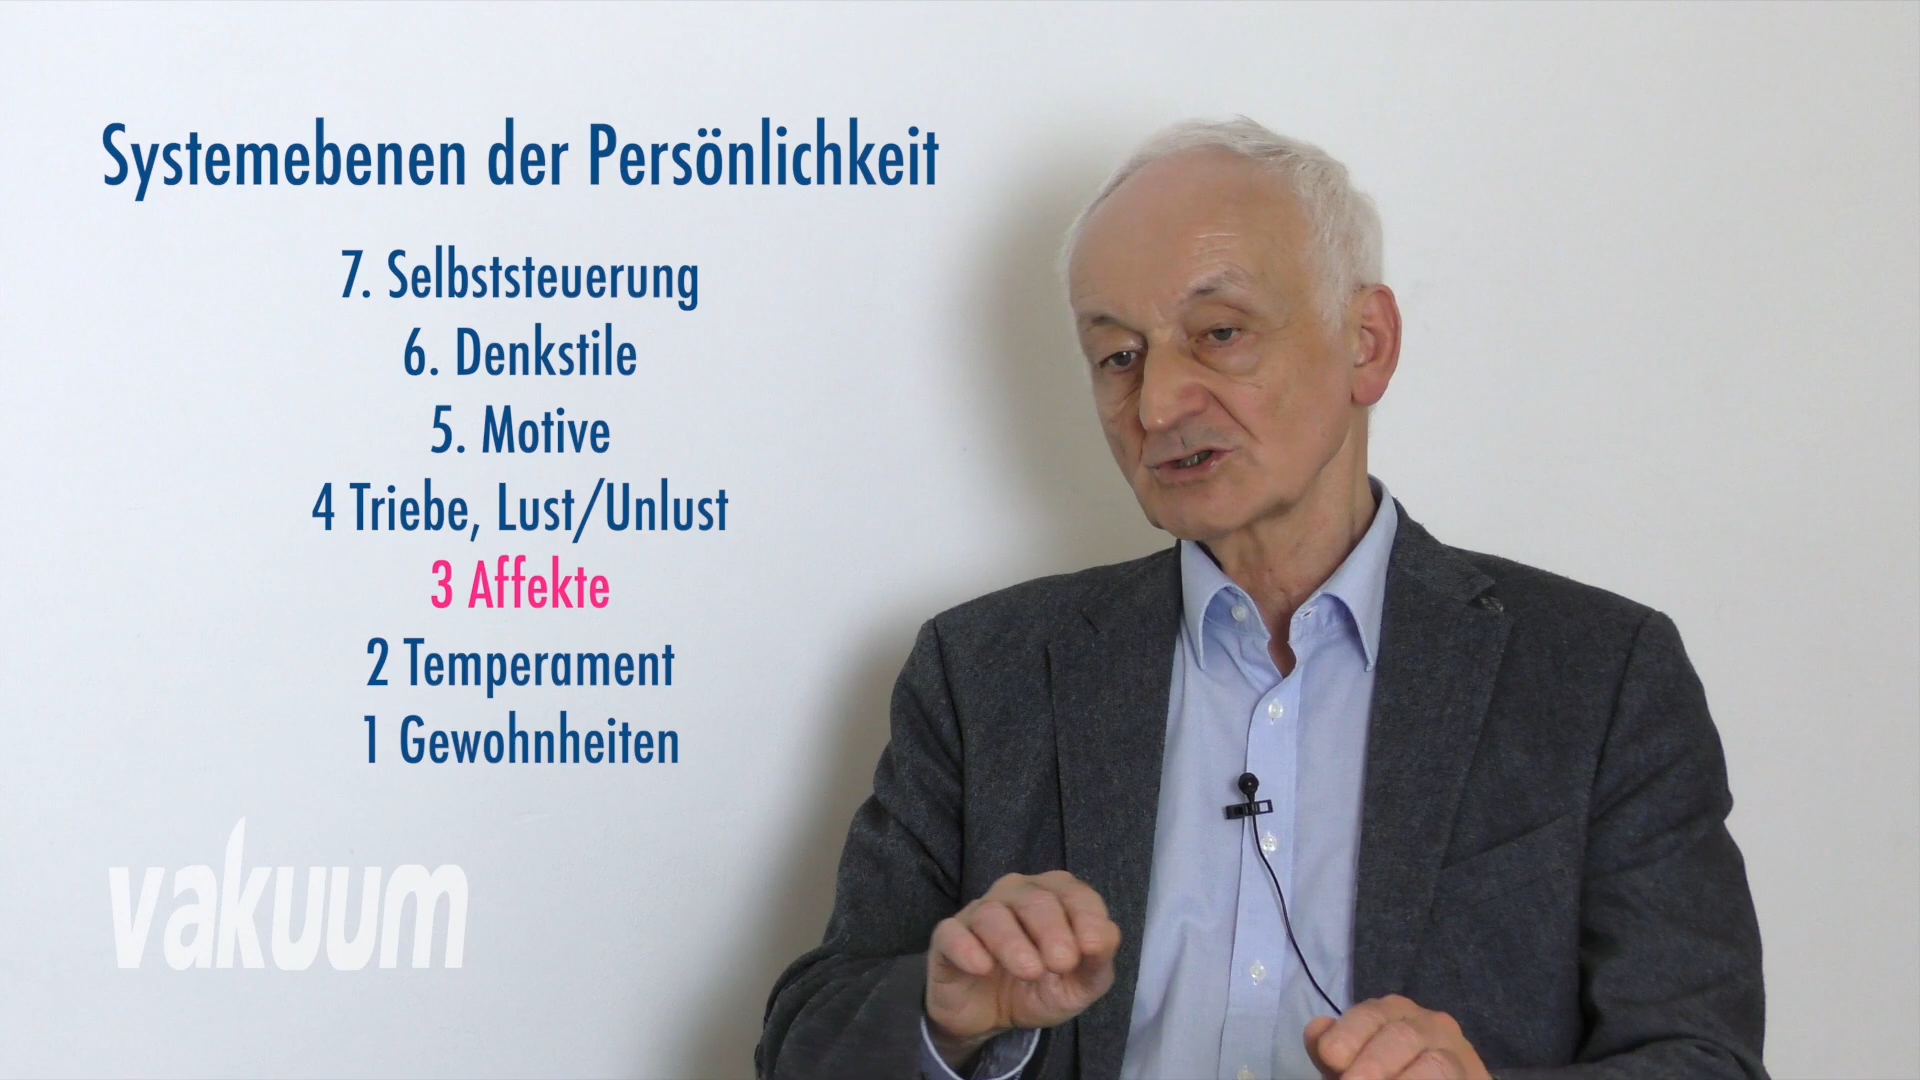 Systemebenen der Persönlichkeit
7. Selbststeuerung
6. Denkstile
5. Motive
4 Triebe, Lust/Unlust
3 Affekte
2 Temperament
1 Gewohnheiten
vakuum